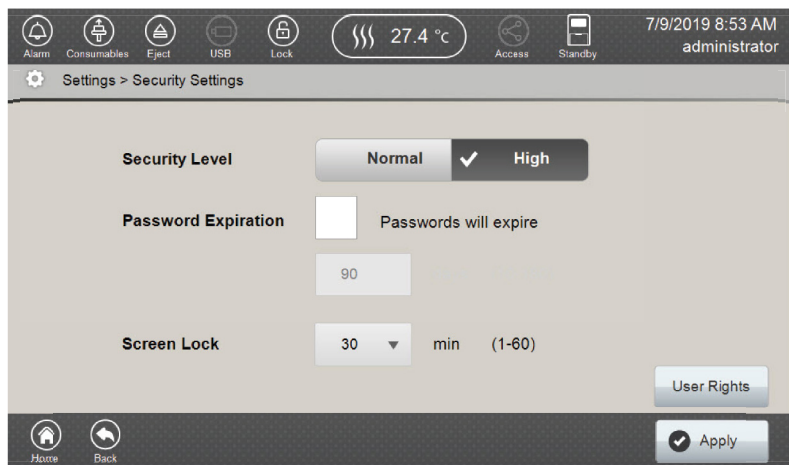 27.4 °C
7/9/2019 8:53 AM
administrator
Alarm Consumables Eject USB Lock Access Standby
Settings > Security Settings
Security Level Normal High
Password Expiration Passwords will expire
90
Screen Lock 30 min (1-60)
User Rights
Home Back Apply